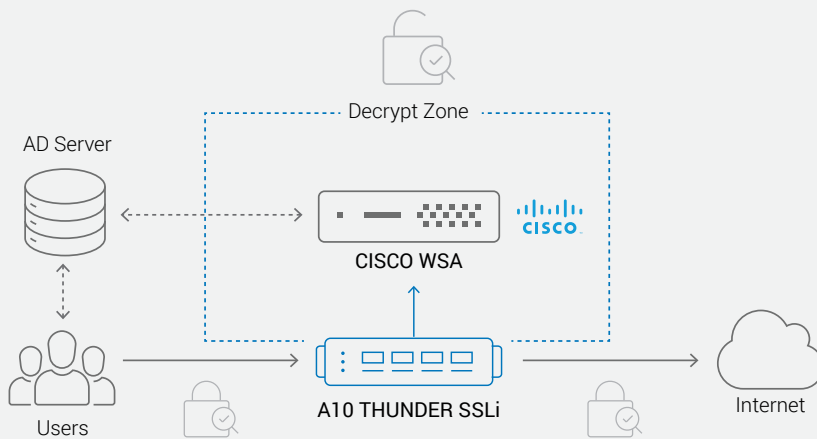 Decrypt Zone
AD Server
CISCO
CISCO WSA
A10 THUNDER SSLi
Users
Internet